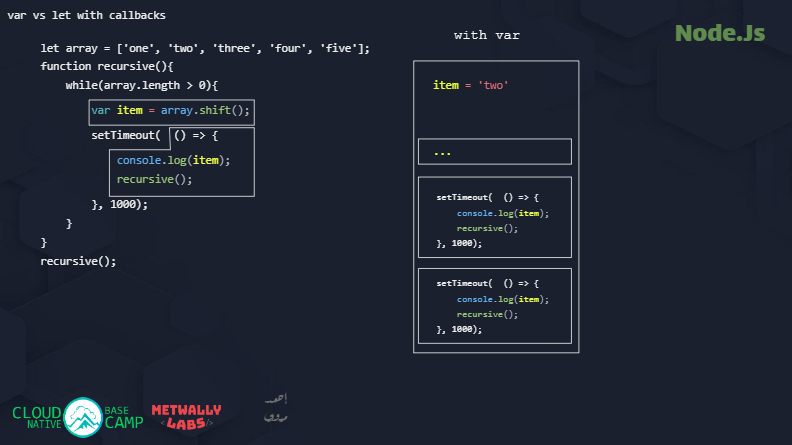 var vs let with callbacks
Node.Js
let array = ['one', 'two', 'three', 'four', 'five'];
function recursive(){
while(array.length > 0){
var item = array.shift();
setTimeout( () => {
console.log(item);
recursive();
}, 1000);
}
}
recursive();
with var
item = 'two'
...
setTimeout( () => {
console.log(item);
recursive();
}, 1000);
setTimeout( () => {
console.log(item);
recursive();
}, 1000);
CLOUD NATIVE
BASE CAMP
METWALLY
<LABS/>